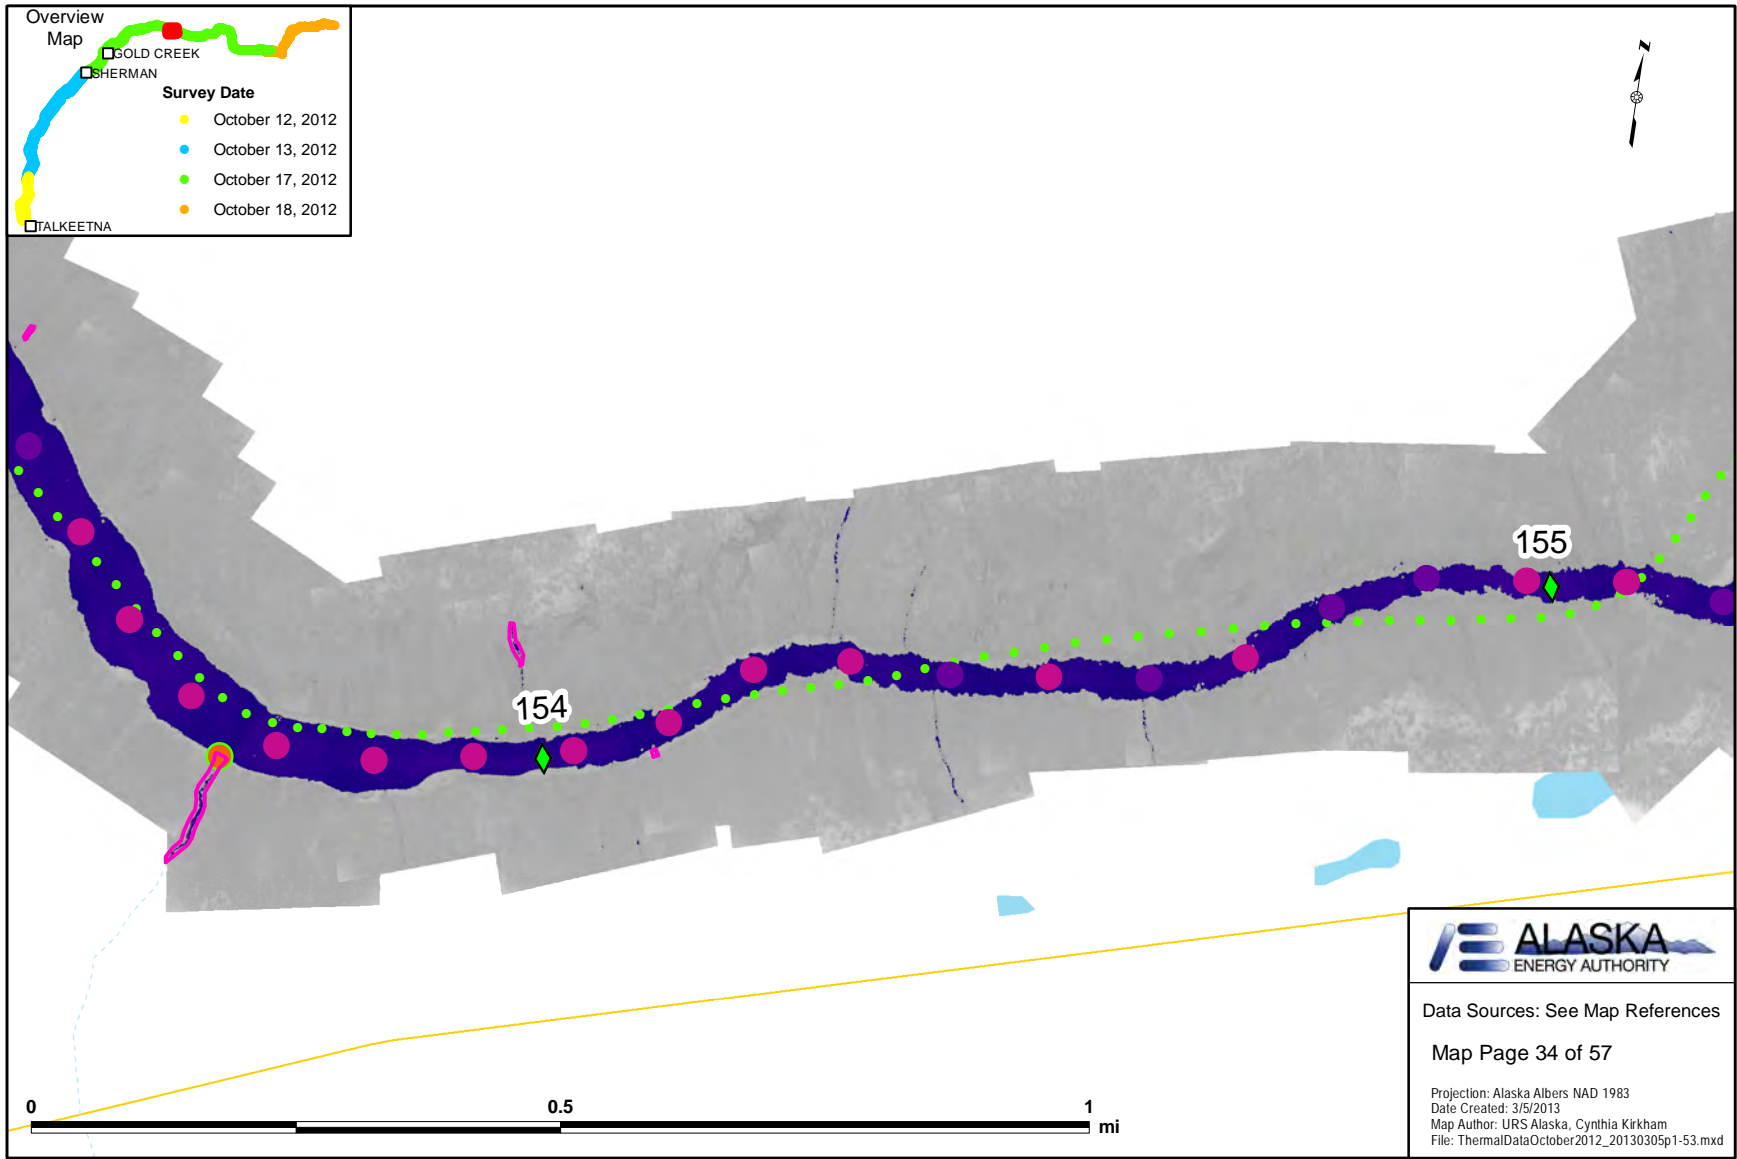 Overview
Map
GOLD CREEK
SHERMAN
Survey Date
October 12, 2012
October 13, 2012
October 17, 2012
October 18, 2012
TALKEETNA
N
155
154
0
0.5
1
mi
ALASKA
ENERGY AUTHORITY
Data Sources: See Map References
Map Page 34 of 57
Projection: Alaska Albers NAD 1983
Date Created: 3/5/2013
Map Author: URS Alaska, Cynthia Kirkham
File: ThermalDataOctober2012_20130305p1-53.mxd